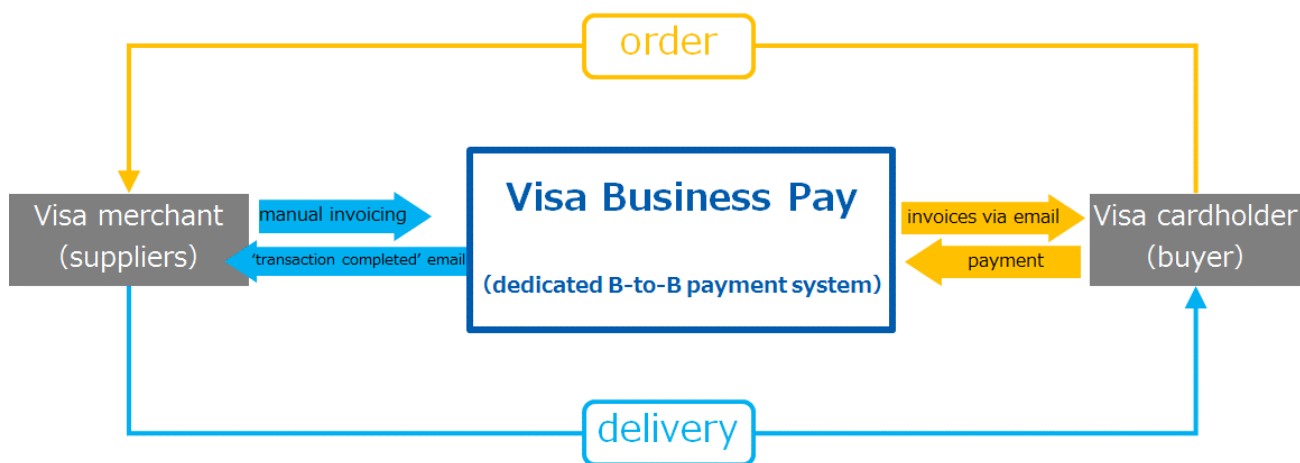 order
Visa merchant
（suppliers）
manual invoicing
‘transaction completed’ email
Visa Business Pay
（dedicated B-to-B payment system）
invoices via email
payment
Visa cardholder
（buyer）
delivery